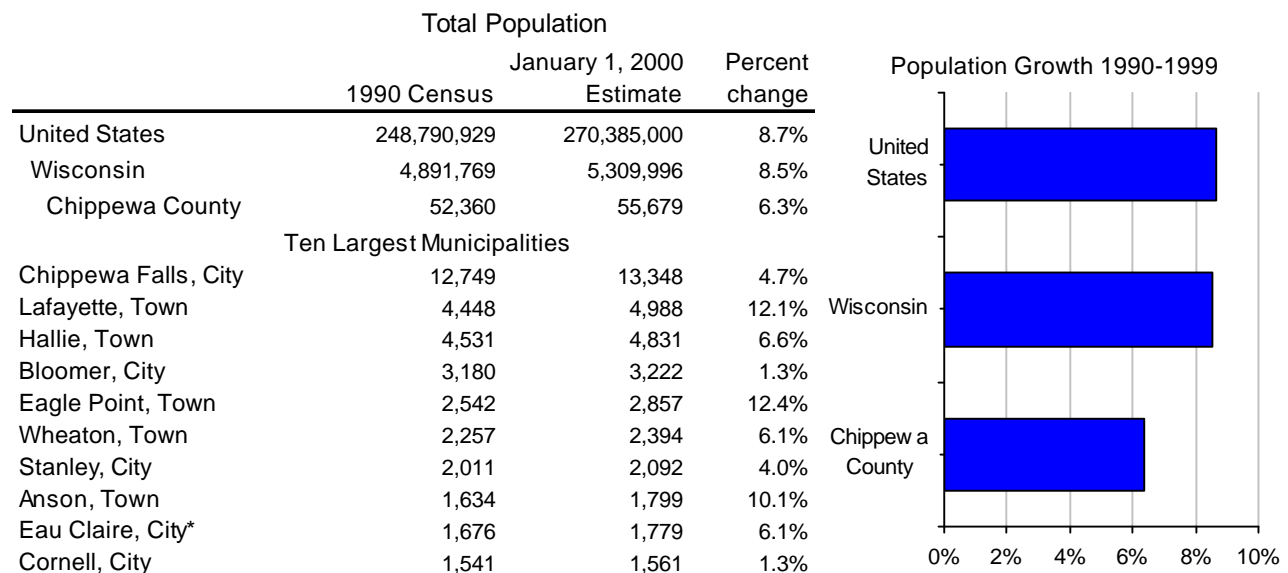 Total Population
1990 Census January 1, 2000 Estimate Percent change
United States 248,790,929 270,385,000 8.7%
Wisconsin 4,891,769 5,309,996 8.5%
Chippewa County 52,360 55,679 6.3%
Ten Largest Municipalities
Chippewa Falls, City 12,749 13,348 4.7%
Lafayette, Town 4,448 4,988 12.1%
Hallie, Town 4,531 4,831 6.6%
Bloomer, City 3,180 3,222 1.3%
Eagle Point, Town 2,542 2,857 12.4%
Wheaton, Town 2,257 2,394 6.1%
Stanley, City 2,011 2,092 4.0%
Anson, Town 1,634 1,799 10.1%
Eau Claire, City* 1,676 1,779 6.1%
Cornell, City 1,541 1,561 1.3%
Population Growth 1990-1999
United
States
Wisconsin
Chippewa
County
0% 2% 4% 6% 8% 10%